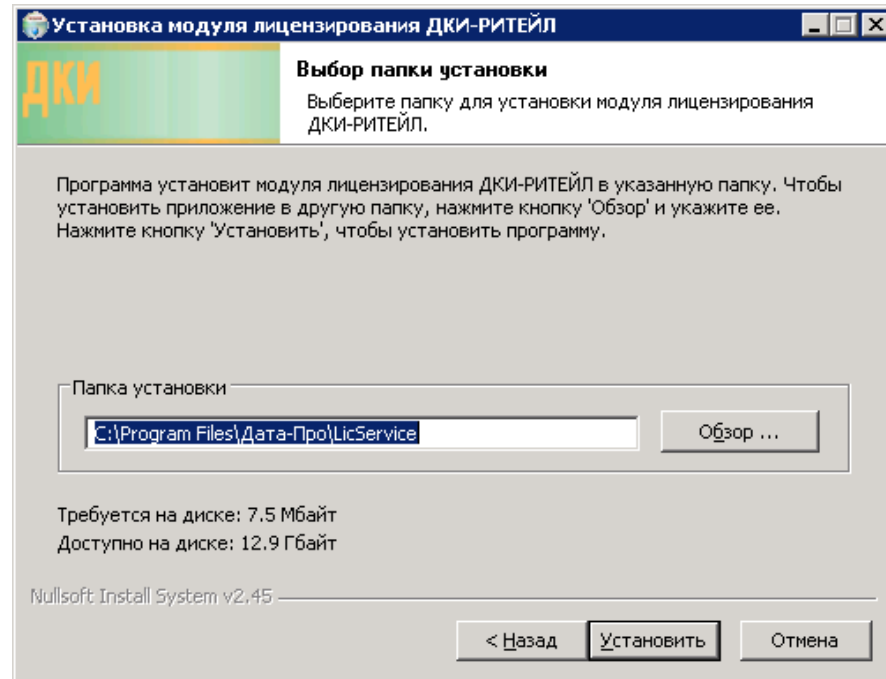 Установка модуля лицензирования ДКИ-РИТЕЙЛ
ДКИ
Выбор папки установки
Выберите папку для установки модуля лицензирования
ДКИ-РИТЕЙЛ.
Программа установит модуля лицензирования ДКИ-РИТЕЙЛ в указанную папку. Чтобы
установить приложение в другую папку, нажмите кнопку 'Обзор' и укажите ее.
Нажмите кнопку 'Установить', чтобы установить программу.
Папка установки
C:\Program Files\Дата-Про\LicService
Обзор ...
Требуется на диске: 7.5 Мбайт
Доступно на диске: 12.9 Гбайт
Nullsoft Install System v2.45
< Назад
Установить
Отмена